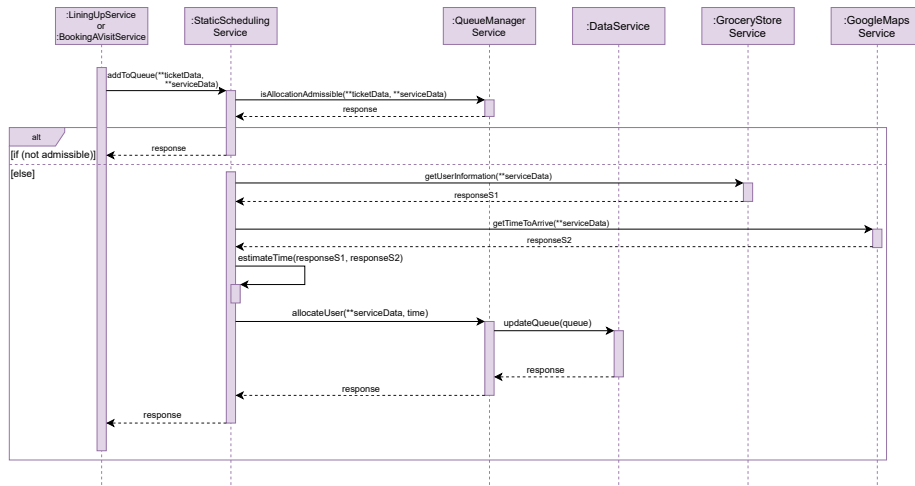 :LiningUpService
or
:BookingAVisitService
:StaticScheduling
Service
:QueueManager
Service
:DataService
:GroceryStore
Service
:GoogleMaps
Service
addToQueue(**ticketData,
**serviceData)
isAllocationAdmissible(**ticketData, **serviceData)
response
alt
[if (not admissible)]
response
[else]
getUserInformation(**serviceData)
responseS1
getTimeToArrive(**serviceData)
responseS2
estimateTime(responseS1, responseS2)
allocateUser(**serviceData, time)
updateQueue(queue)
response
response
response